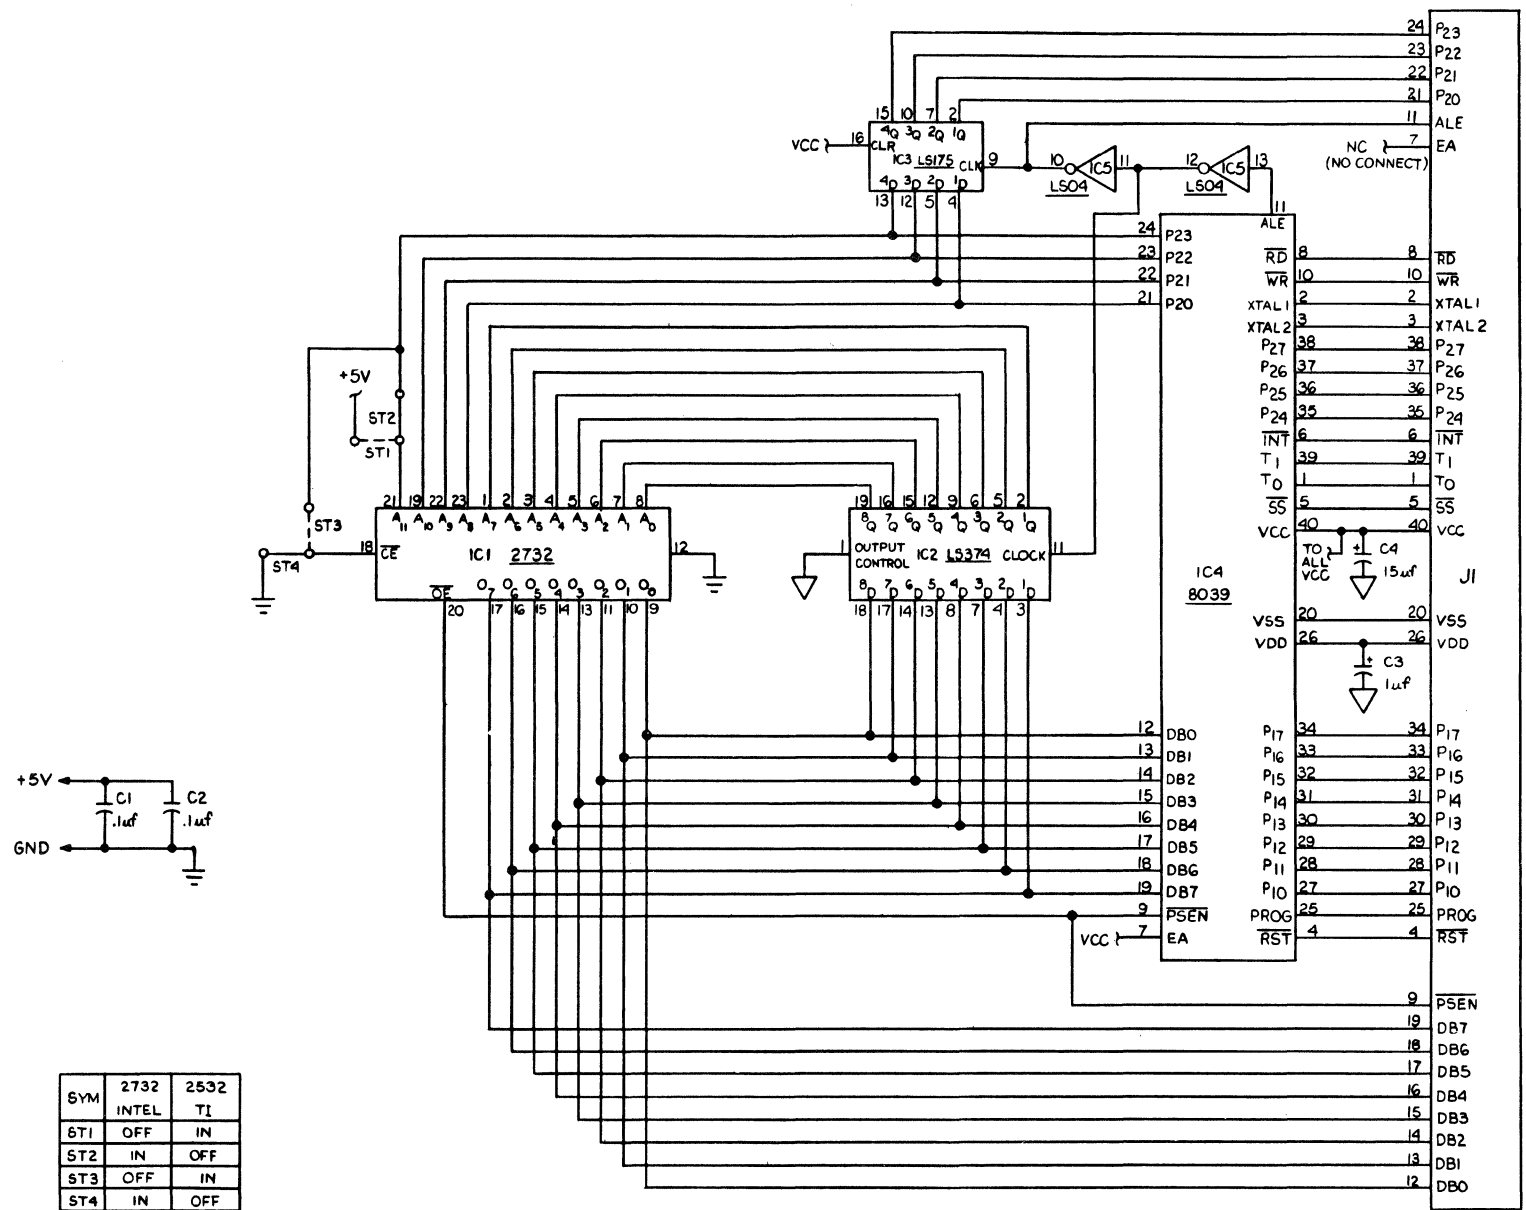 24 P23
23 P22
22 P21
21 P20
11 ALE
NC 7 EA
(NO CONNECT)
15 10 7 2
4Q 3Q 2Q 1Q
VCC 16 CLR
IC3 LS175 CLK 9
4D 3D 2D 1D
13 12 5 4
10 IC5 11
LS04
12 IC5 13
LS04
11
ALE
24 P23
23 P22
22 P21
21 P20
R̅D̅ 8 8 R̅D̅
W̅R̅ 10 10 W̅R̅
XTAL1 2 2 XTAL1
XTAL2 3 3 XTAL2
P27 38 38 P27
P26 37 37 P26
P25 36 36 P25
P24 35 35 P24
I̅N̅T̅ 6 6 I̅N̅T̅
T1 39 39 T1
T0 1 1 T0
S̅S̅ 5 5 S̅S̅
VCC 40 40 VCC
TO
ALL
VCC
+ C4
15uf
IC4
8039
J1
VSS 20 20 VSS
VDD 26 26 VDD
+ C3
1uf
+5V
ST2
ST1
ST3
ST4
21 19 22 23 1 2 3 4 5 6 7 8
A11 A10 A9 A8 A7 A6 A5 A4 A3 A2 A1 A0
18 C̅E̅
IC1 2732
12
O̅E̅ O7 O6 O5 O4 O3 O2 O1 O0
20 17 16 15 14 13 11 10 9
19 16 15 12 9 6 5 2
8Q 7Q 6Q 5Q 4Q 3Q 2Q 1Q
1 OUTPUT
CONTROL
IC2 LS374 CLOCK 11
8D 7D 6D 5D 4D 3D 2D 1D
18 17 14 13 8 7 4 3
12 DB0
13 DB1
14 DB2
15 DB3
16 DB4
17 DB5
18 DB6
19 DB7
9 P̅S̅E̅N̅
VCC 7 EA
P17 34 34 P17
P16 33 33 P16
P15 32 32 P15
P14 31 31 P14
P13 30 30 P13
P12 29 29 P12
P11 28 28 P11
P10 27 27 P10
PROG 25 25 PROG
R̅S̅T̅ 4 4 R̅S̅T̅
9 P̅S̅E̅N̅
19 DB7
18 DB6
17 DB5
16 DB4
15 DB3
14 DB2
13 DB1
12 DB0
+5V
C1
.1uf
C2
.1uf
GND
SYM 2732 INTEL 2532 TI
ST1 OFF IN
ST2 IN OFF
ST3 OFF IN
ST4 IN OFF